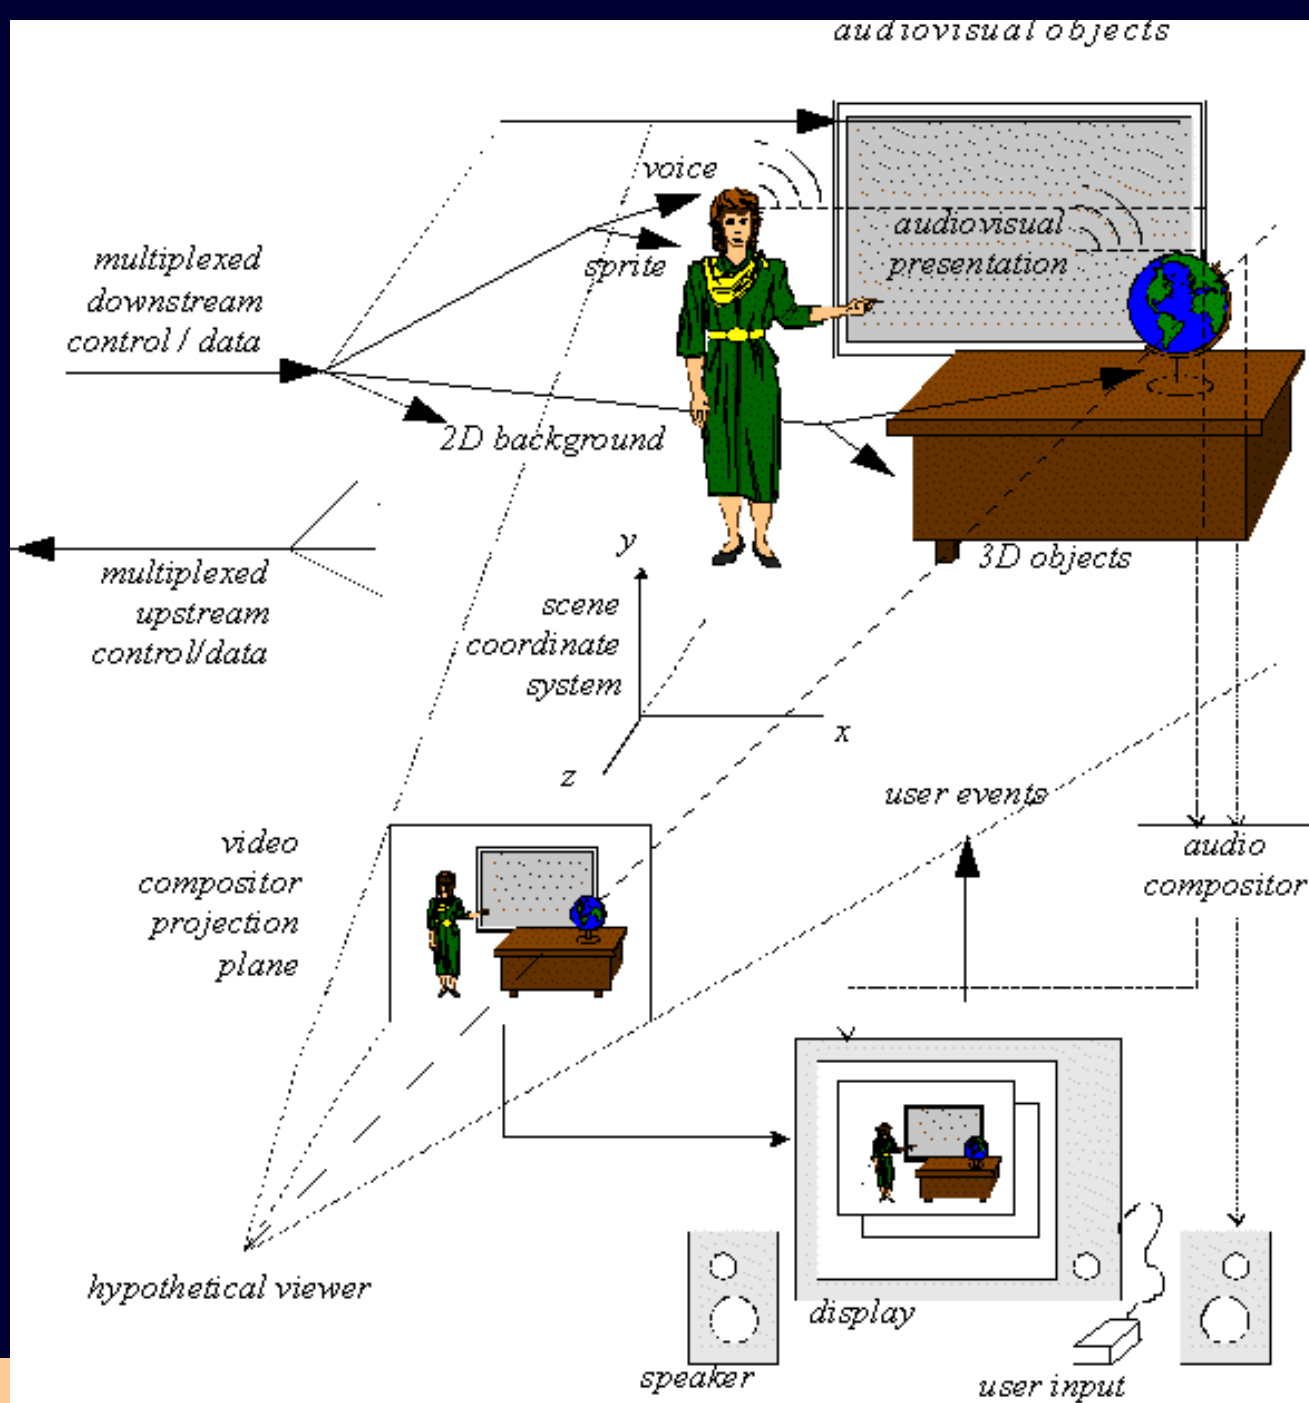 audiovisual objects
voice
sprite
audiovisual
presentation
multiplexed
downstream
control / data
2D background
3D objects
multiplexed
upstream
control/data
y
scene
coordinate
system
x
z
user events
video
compositor
projection
plane
audio
compositor
hypothetical viewer
display
speaker
user input